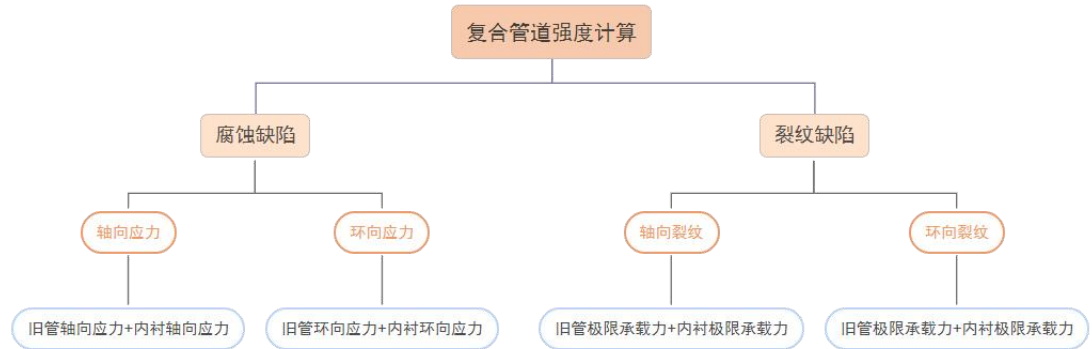 复合管道强度计算
腐蚀缺陷
裂纹缺陷
轴向应力
环向应力
轴向裂纹
环向裂纹
旧管轴向应力+内衬轴向应力
旧管环向应力+内衬环向应力
旧管极限承载力+内衬极限承载力
旧管极限承载力+内衬极限承载力